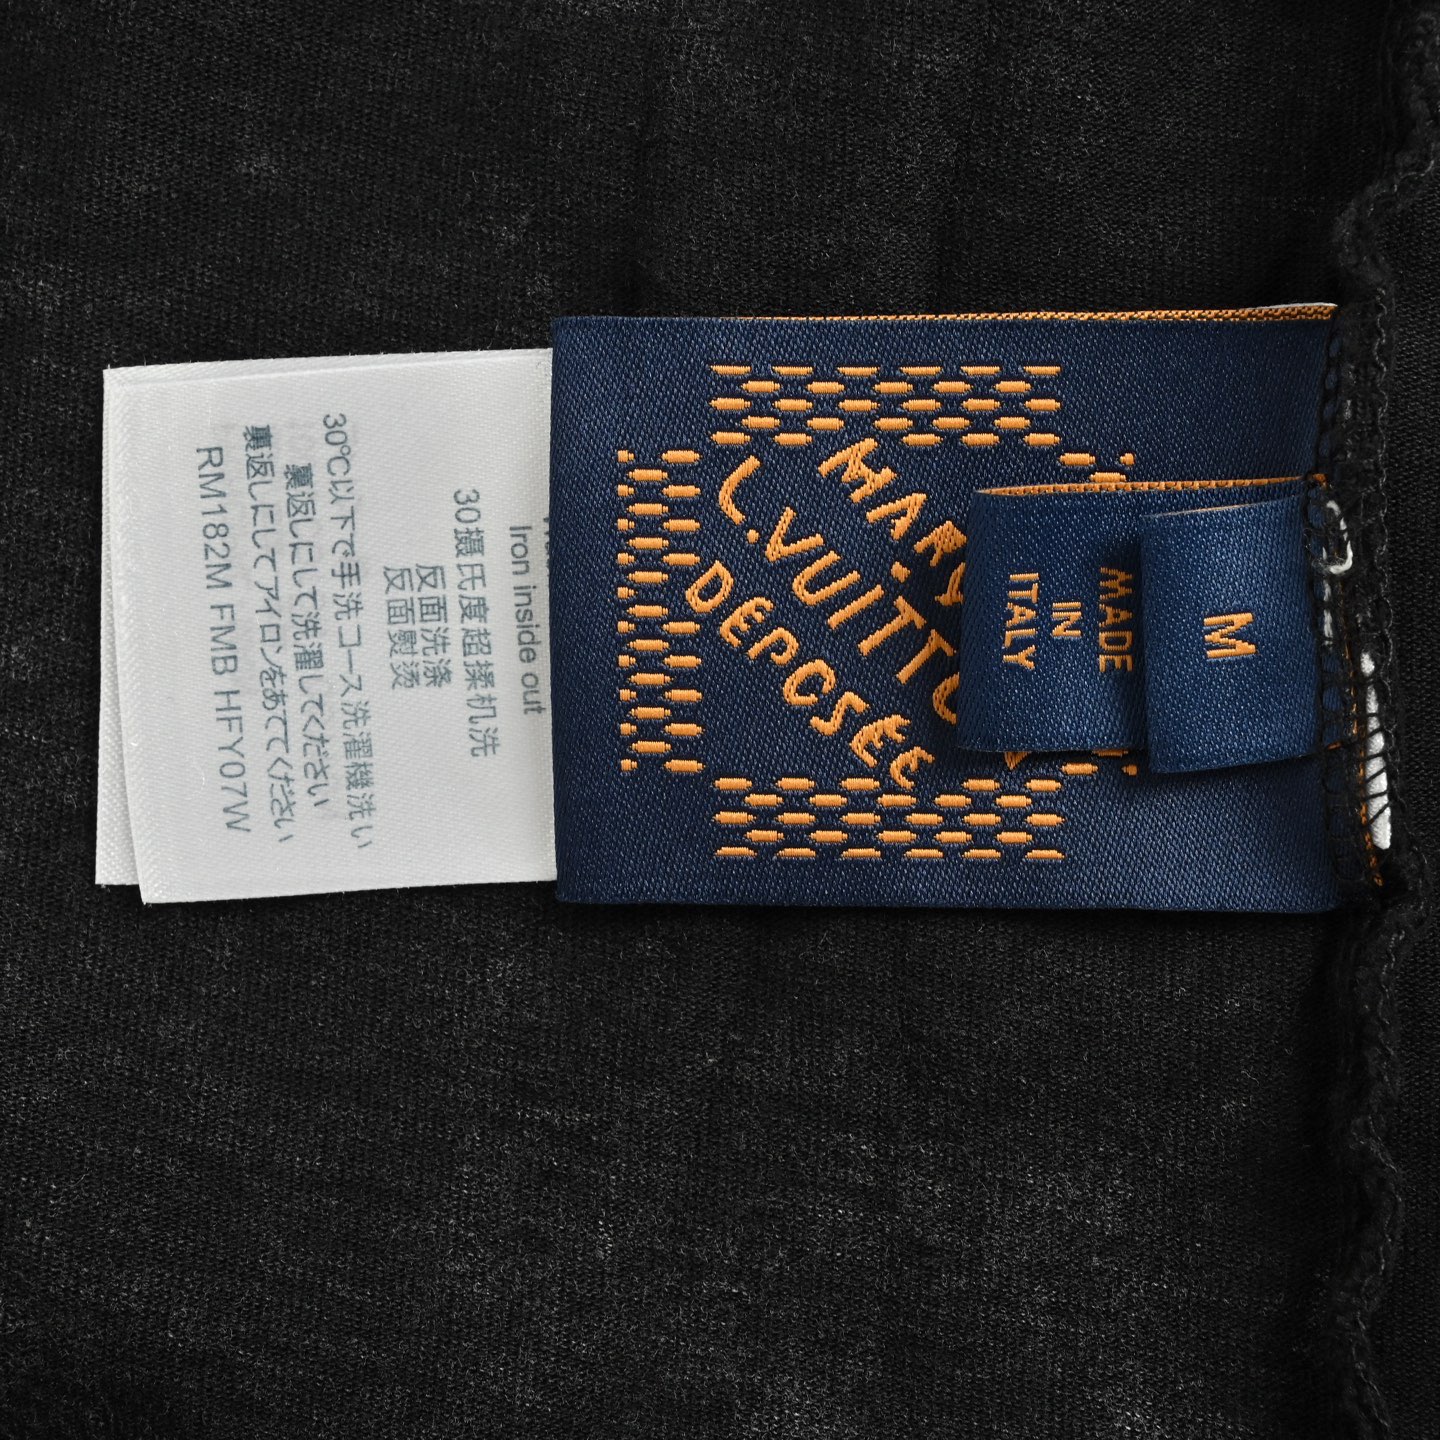 MAR
L.VUITTO
DEPOSÉE
MADE
IN
ITALY
M
Iron inside out
30摄氏度超揉机洗
反面洗涤
反面熨烫
30℃以下で手洗コース洗濯機洗い
裏返しにして洗濯してください
裏返しにしてアイロンをあててください
RM182M FMB HFY07W